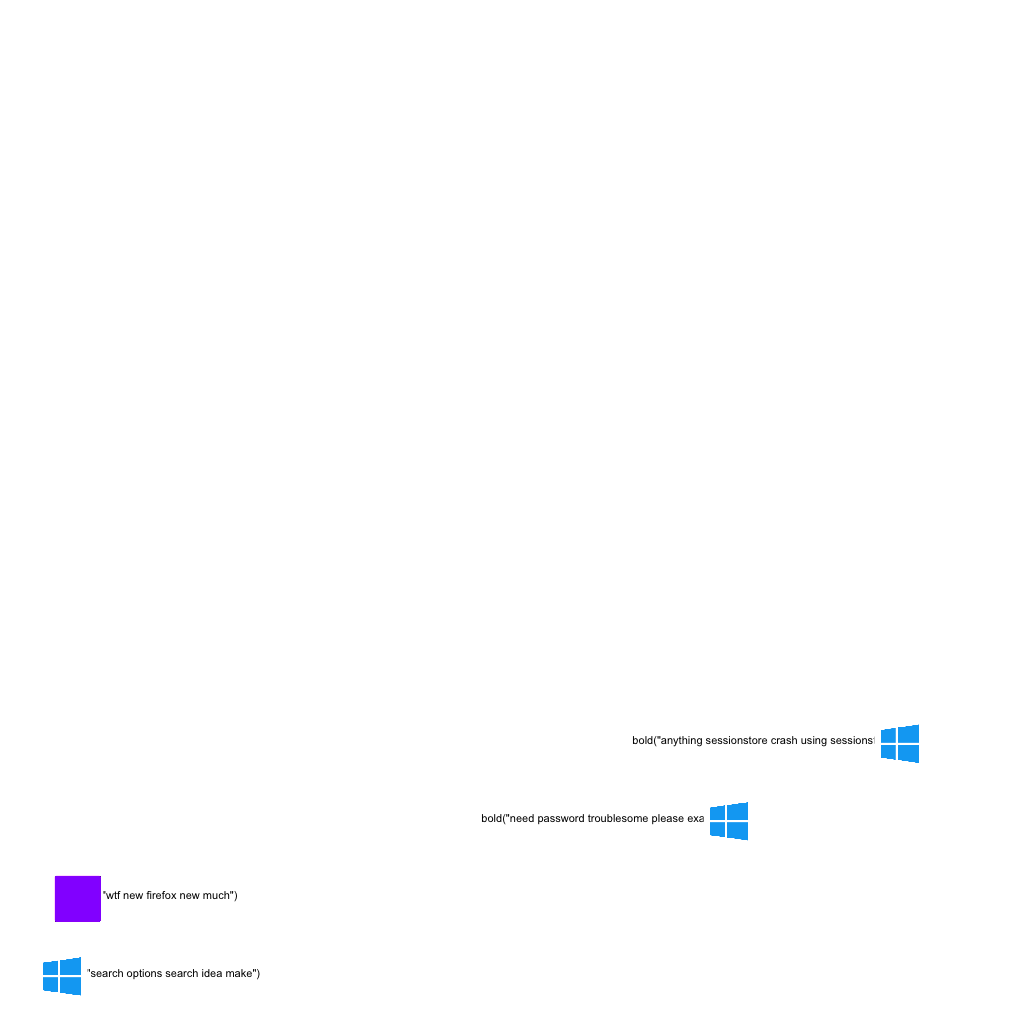 bold("anything sessionstore crash using sessions
bold("need password troublesome please exa
"wtf new firefox new much")
"search options search idea make")